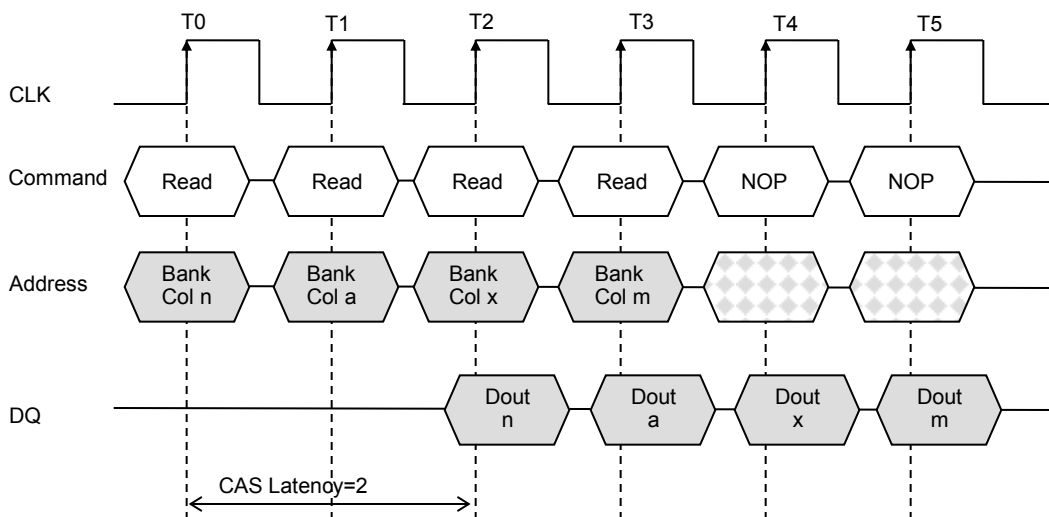 T0 T1 T2 T3 T4 T5
CLK
Command Read Read Read Read NOP NOP
Address
Bank Col n
Bank Col a
Bank Col x
Bank Col m
DQ
Dout n
Dout a
Dout x
Dout m
CAS Latency=2